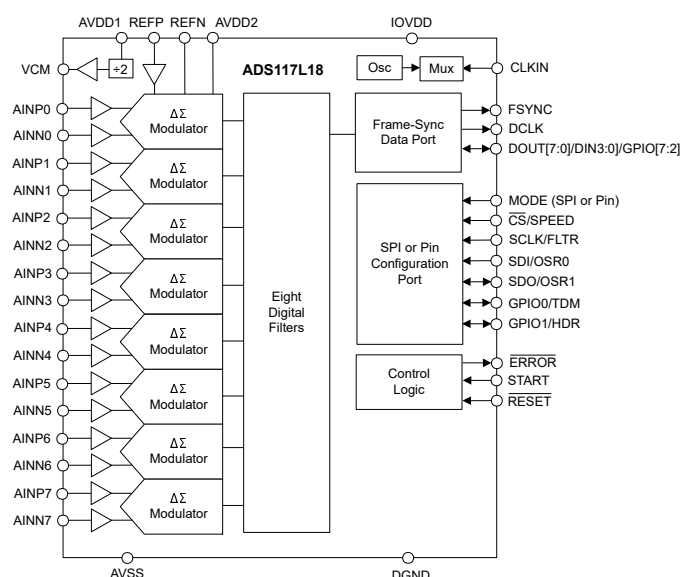 AVDD1 REFP REFN AVDD2 IOVDD
VCM ÷2 ADS117L18 Osc Mux CLKIN
AINP0
AINN0
AINP1
AINN1
AINP2
AINN2
AINP3
AINN3
AINP4
AINN4
AINP5
AINN5
AINP6
AINN6
AINP7
AINN7
ΔΣ
Modulator
ΔΣ
Modulator
ΔΣ
Modulator
ΔΣ
Modulator
ΔΣ
Modulator
ΔΣ
Modulator
ΔΣ
Modulator
ΔΣ
Modulator
Eight
Digital
Filters
Frame-Sync
Data Port
FSYNC
DCLK
DOUT[7:0]/DIN3:0]/GPIO[7:2]
SPI or Pin
Configuration
Port
MODE (SPI or Pin)
C̅S̅/SPEED
SCLK/FLTR
SDI/OSR0
SDO/OSR1
GPIO0/TDM
GPIO1/HDR
Control
Logic
E̅R̅R̅O̅R̅
START
R̅E̅S̅E̅T̅
AVSS DGND